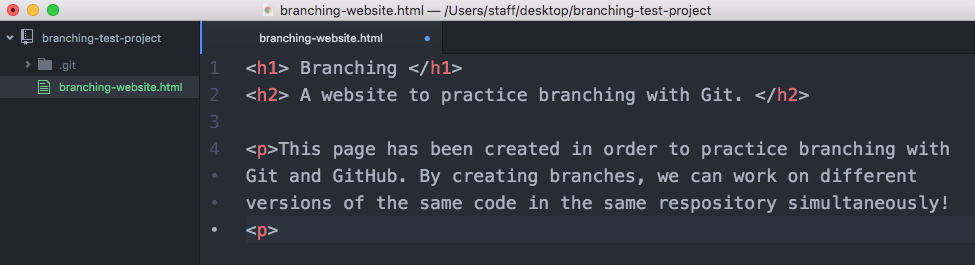 branching-website.html — /Users/staff/desktop/branching-test-project
branching-test-project
.git
branching-website.html
branching-website.html
1 <h1> Branching </h1>
2 <h2> A website to practice branching with Git. </h2>
3
4 <p>This page has been created in order to practice branching with
• Git and GitHub. By creating branches, we can work on different
• versions of the same code in the same respository simultaneously!
• <p>